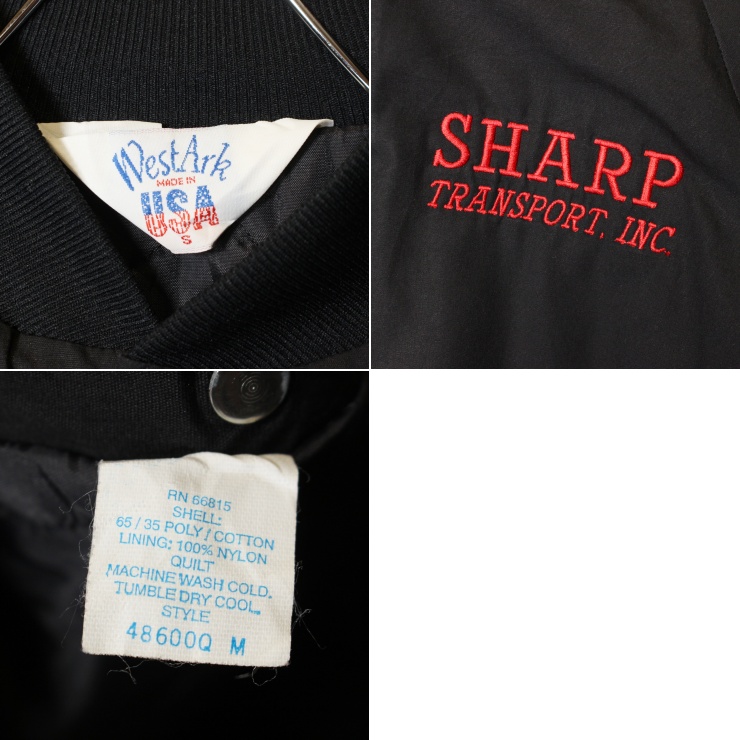 WestArk
MADE IN
USA
S
SHARP
TRANSPORT, INC.
RN 66815
SHELL:
65/35 POLY/COTTON
LINING: 100% NYLON
QUILT
MACHINE WASH COLD.
TUMBLE DRY COOL.
STYLE
48600Q M